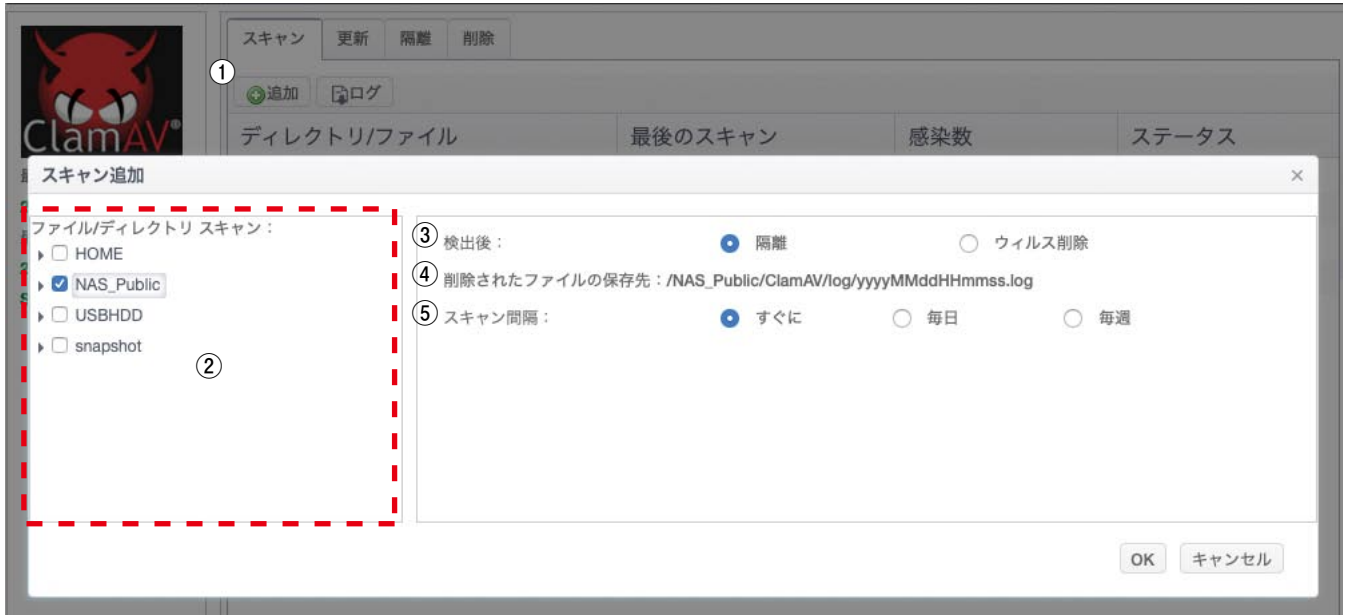 スキャン 更新 隔離 削除
①
追加 ログ
ClamAV®
ディレクトリ/ファイル 最後のスキャン 感染数 ステータス
スキャン追加 ×
ファイル/ディレクトリ スキャン：
HOME
NAS_Public
USBHDD
snapshot
②
③ 検出後： 隔離 ウィルス削除
④ 削除されたファイルの保存先：/NAS_Public/ClamAV/log/yyyyMMddHHmmss.log
⑤ スキャン間隔： すぐに 毎日 毎週
OK キャンセル